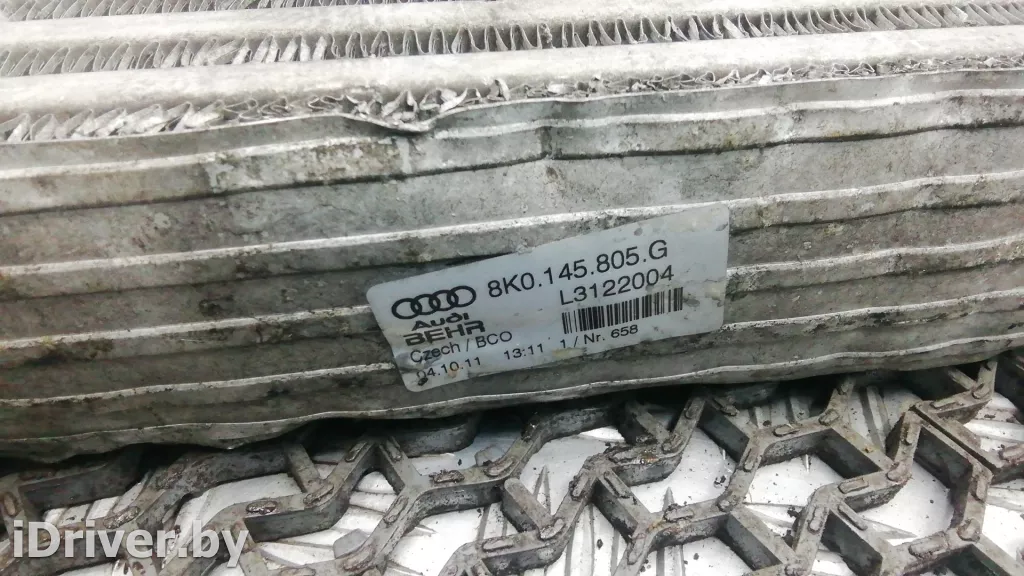 8K0.145.805.G
L3122004
Audi
BEHR
Czech / BCO
04.10.11 13:11 1 / Nr. 658
iDriver.by